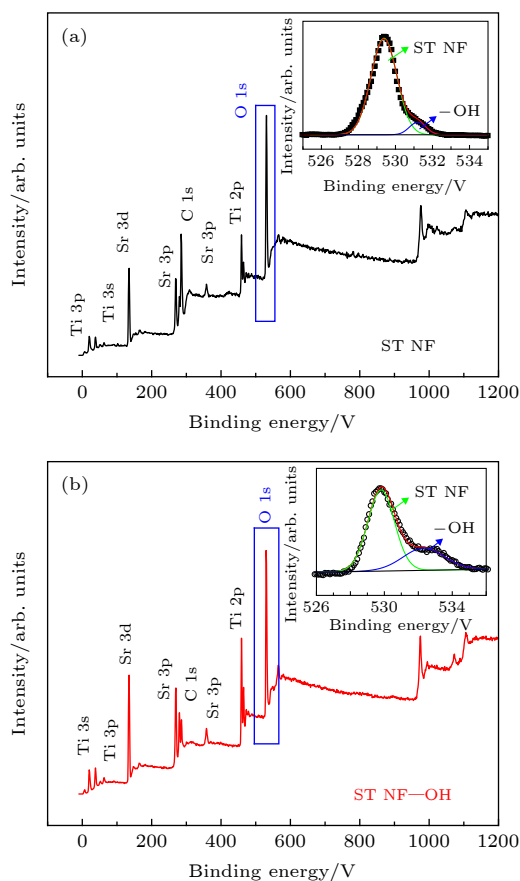 (a)
Intensity/arb. units
Ti 3p
Ti 3s
Sr 3d
Sr 3p
C 1s
Sr 3p
Ti 2p
O 1s
ST NF
0 200 400 600 800 1000 1200
Binding energy/V
Intensity/arb. units
ST NF
−OH
526 528 530 532 534
Binding energy/V
(b)
Intensity/arb. units
Ti 3s
Ti 3p
Sr 3d
Sr 3p
C 1s
Sr 3p
Ti 2p
O 1s
ST NF—OH
0 200 400 600 800 1000 1200
Binding energy/V
Intensity/arb. units
ST NF
−OH
526 530 534
Binding energy/V